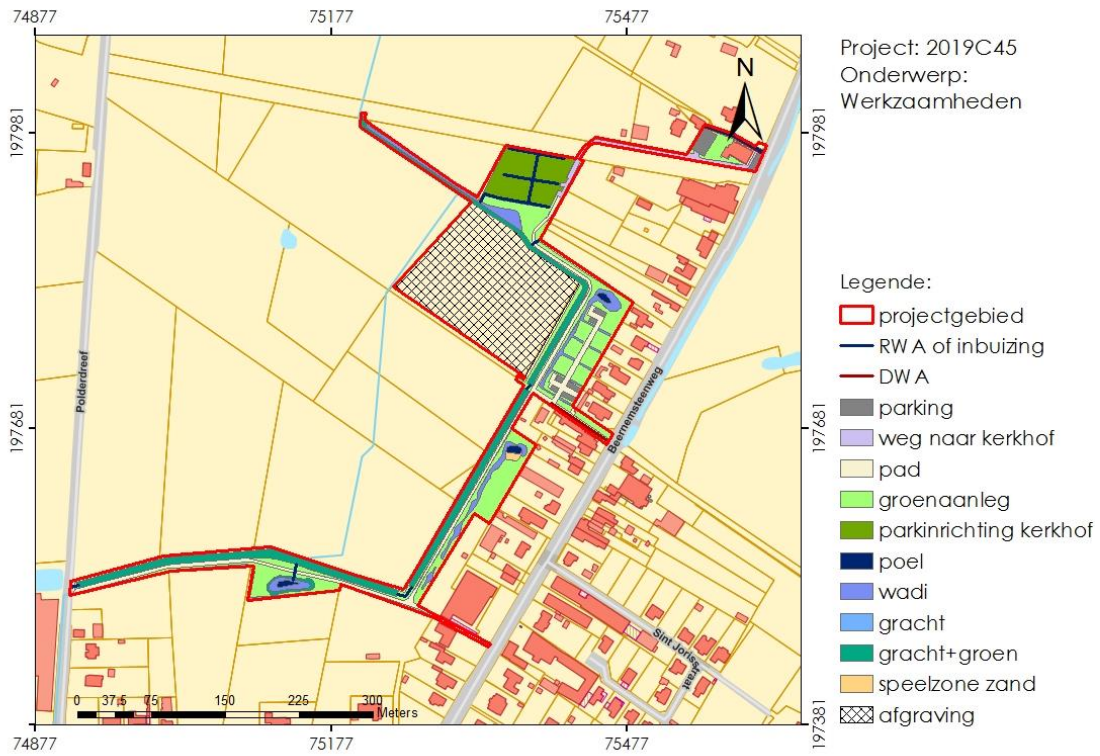 74877 75177 75477
Project: 2019C45
Onderwerp:
Werkzaamheden
N
197981 197981
Legende:
projectgebied
RWA of inbuizing
DWA
parking
weg naar kerkhof
pad
groenaanleg
parkinrichting kerkhof
poel
wadi
gracht
gracht+groen
speelzone zand
afgraving
Polderdreef
Beernemsteenweg
197681 197681
Sint Jorisstraat
0 37,5 75 150 225 300
Meters
197381
74877 75177 75477